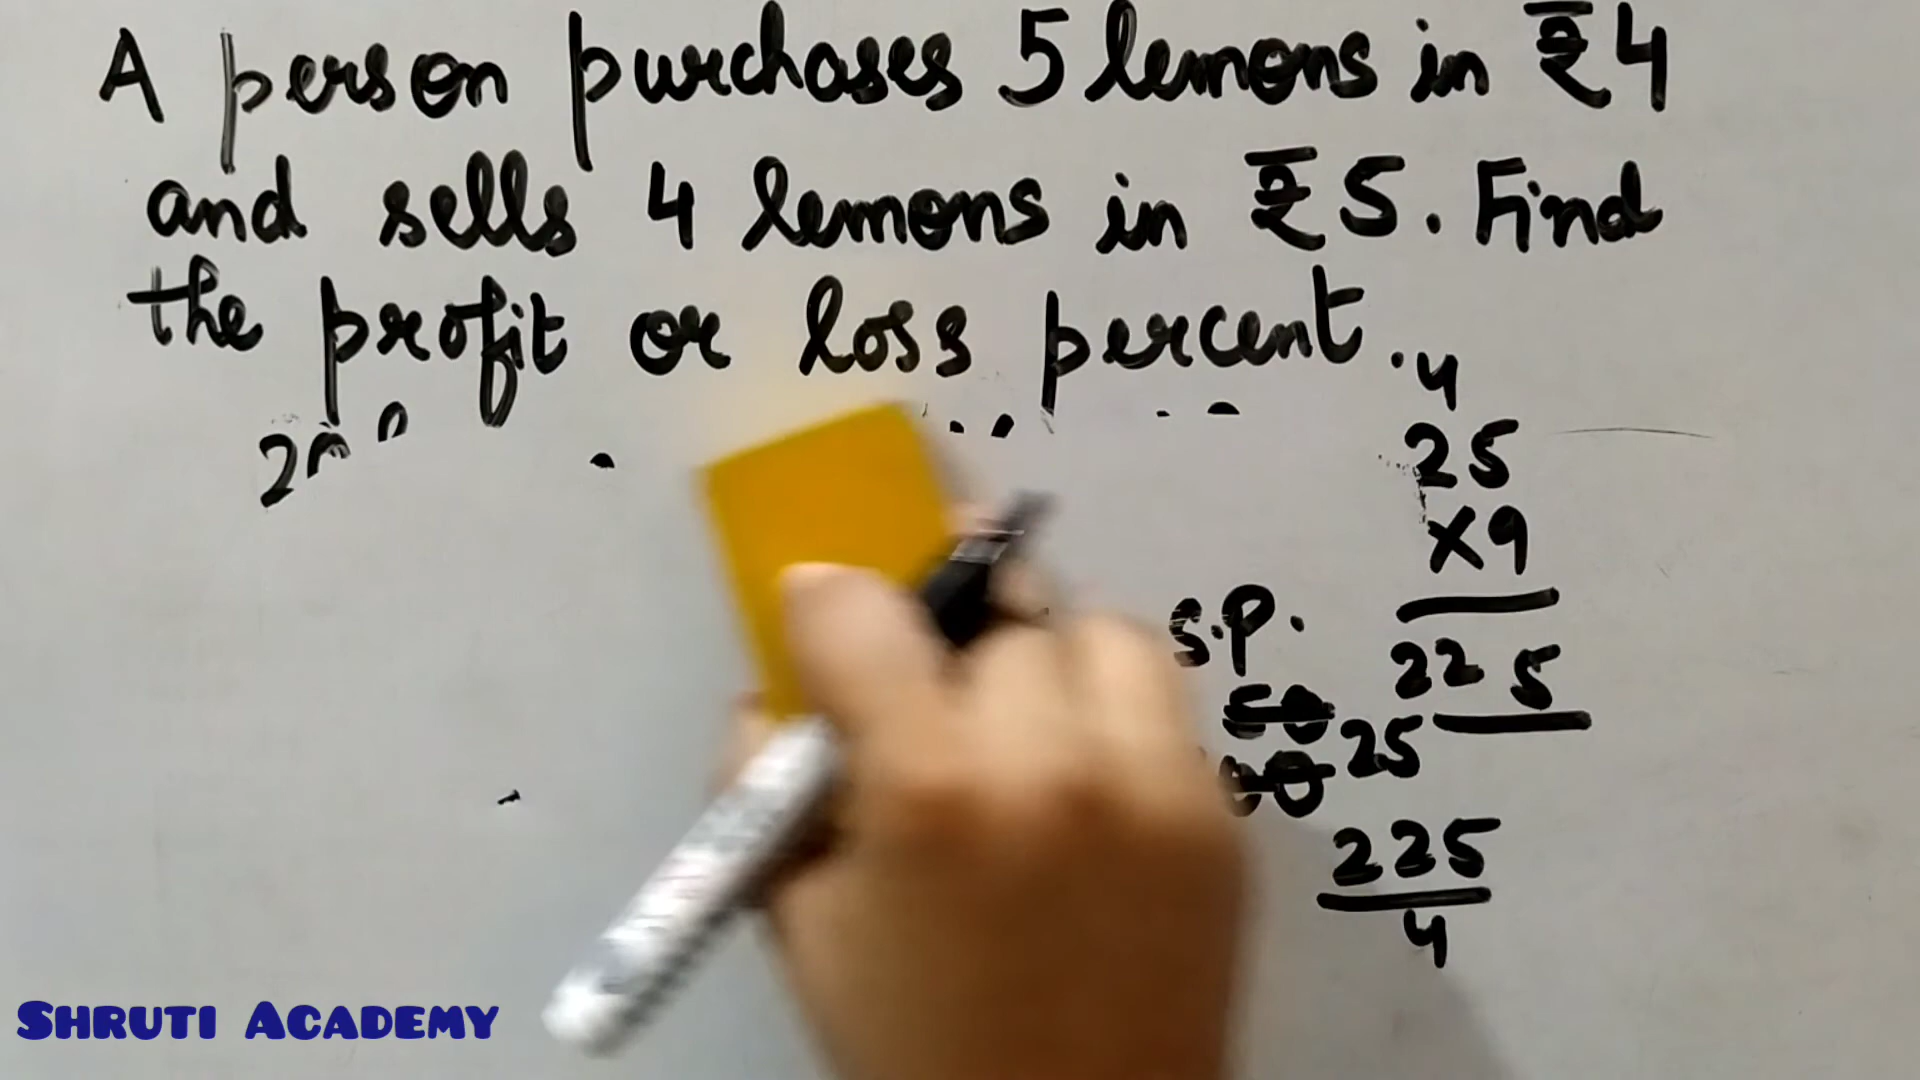 A person purchases 5 lemons in ₹4
and sells 4 lemons in ₹5. Find
the profit or loss percent.
4
25
×9
225
S.P.
25
225
4
SHRUTI ACADEMY